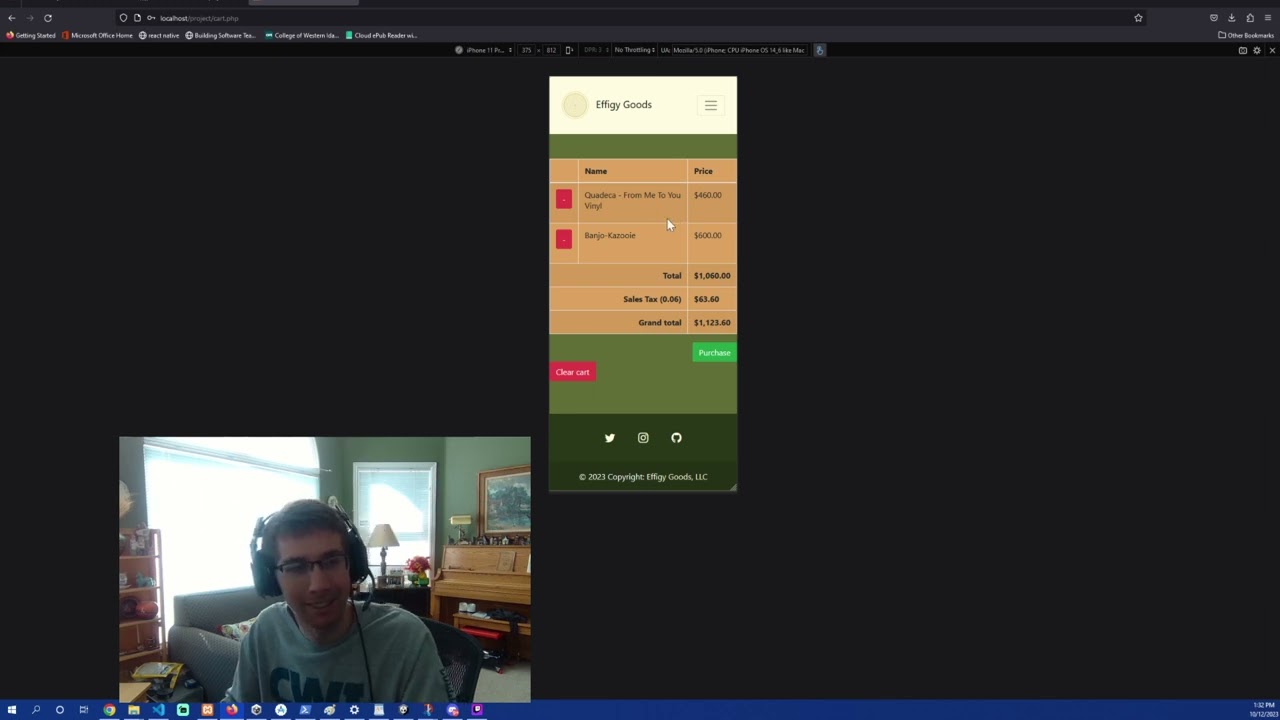 localhost/project/cart.php
Getting Started Microsoft Office Home react native Building Software Tea... College of Western Ida... Cloud ePub Reader wi... Other Bookmarks
iPhone 11 Pr... 375 × 812 DPR: 3 No Throttling UA: Mozilla/5.0 (iPhone; CPU iPhone OS 14_6 like Mac
Effigy Goods
Name Price
- Quadeca - From Me To You $460.00
Vinyl
- Banjo-Kazooie $600.00
Total $1,060.00
Sales Tax (0.06) $63.60
Grand total $1,123.60
Purchase
Clear cart
© 2023 Copyright: Effigy Goods, LLC
CWI
1:32 PM
10/12/2023